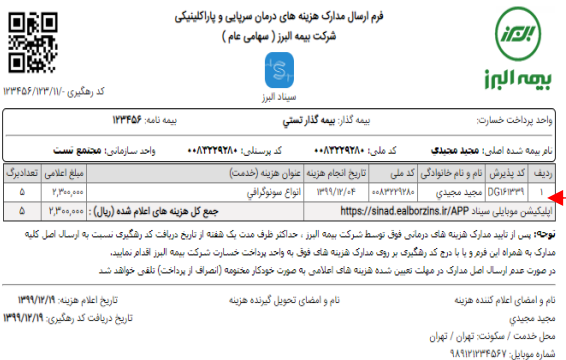 فرم ارسال مدارک هزینه های درمان سرپایی و پاراکلینیکی
شرکت بیمه البرز ( سهامی عام )
بیمه البرز
سیناد البرز
کد رهگیری :۱۲۳۴۵۶/۱۲۳/۱۱/۰
واحد پرداخت خسارت: بیمه گذار: بیمه گذار تستي بیمه نامه: ۱۲۳۴۵۶
نام بیمه شده اصلی: مجید مجیدي کد ملی: ۰۰۸۳۲۲۹۲۸۰ کد پرسنلی: ۰۰۸۳۲۲۹۲۸۰ واحد سازمانی: مجتمع تست
ردیف کد پذیرش نام و نام خانوادگی کد ملی تاریخ انجام هزینه عنوان هزینه (خدمت) مبلغ اعلامی تعدادبرگ
۱ DG۱۶۱۳۳۹ مجید مجیدي ۰۰۸۳۲۲۹۲۸۰ ۱۳۹۹/۱۲/۰۴ انواع سونوگرافي ۲,۳۰۰,۰۰۰ ۵
اپلیکیشن موبایلی سیناد https://sinad.ealborzins.ir/APP جمع کل هزینه های اعلام شده (ریال) : ۲,۳۰۰,۰۰۰ ۵
توجه: پس از تایید مدارک هزینه های درمانی فوق توسط شرکت بیمه البرز ، حداکثر ظرف مدت یک هفته از تاریخ دریافت کد رهگیری نسبت به ارسال اصل کلیه
مدارک به همراه این فرم و یا با درج کد رهگیری بر روی مدارک هزینه های فوق به واحد پرداخت خسارت شرکت بیمه البرز اقدام نمایید.
در صورت عدم ارسال اصل مدارک در مهلت تعیین شده هزینه های اعلامی به صورت خودکار مختومه (انصراف از پرداخت) تلقی خواهد شد
نام و امضای اعلام کننده هزینه نام و امضای تحویل گیرنده هزینه تاریخ اعلام هزینه: ۱۳۹۹/۱۲/۱۹
مجید مجیدي تاریخ دریافت کد رهگیری: ۱۳۹۹/۱۲/۱۹
محل خدمت / سکونت: تهران / تهران
شماره موبایل: ۹۸۹۱۲۱۲۳۴۵۶۷